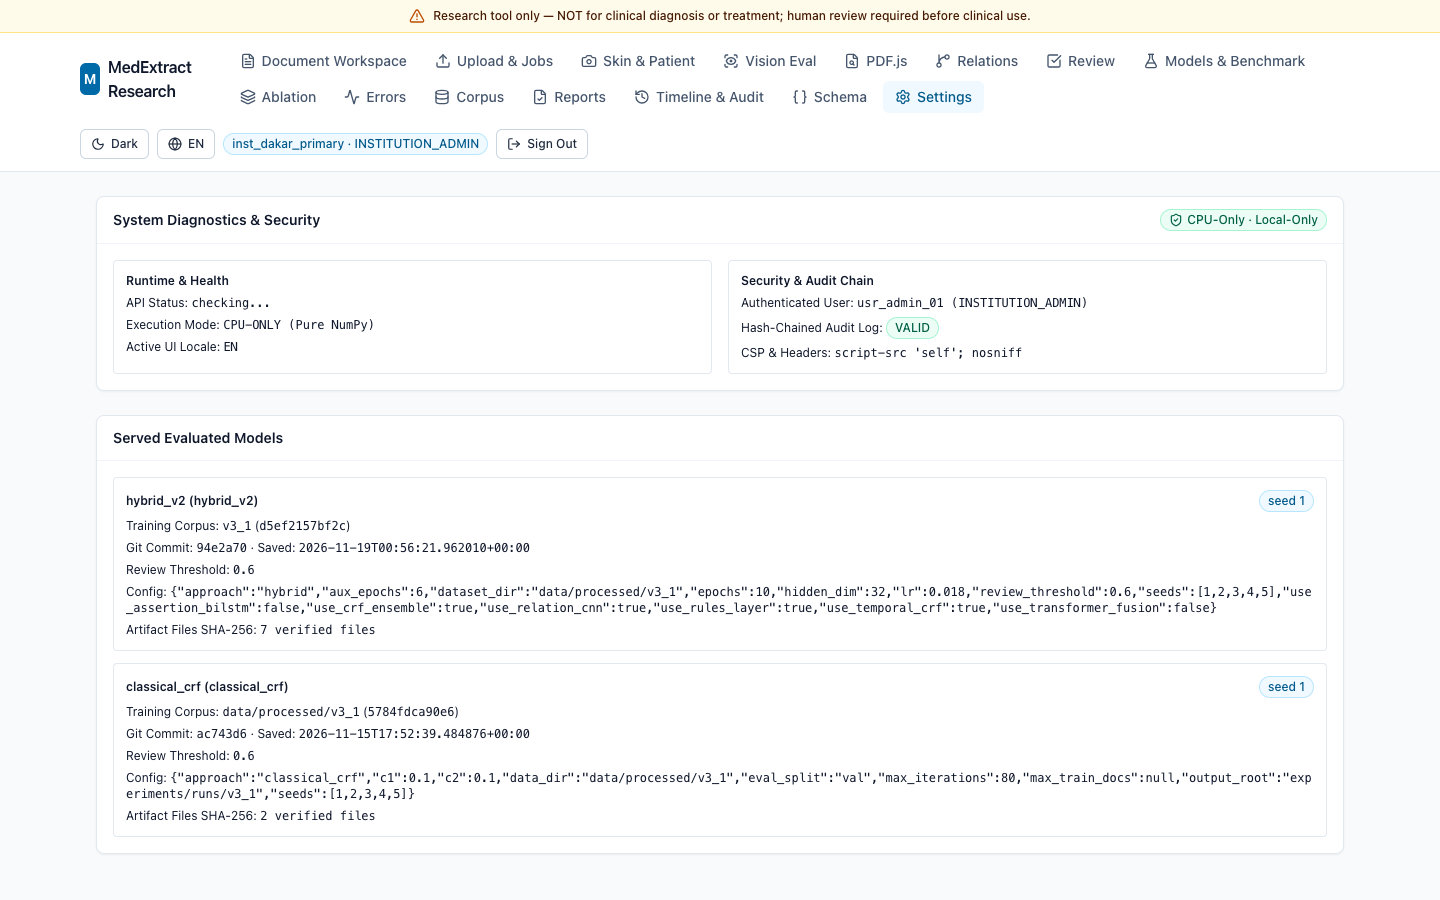 Research tool only — NOT for clinical diagnosis or treatment; human review required before clinical use.
M
MedExtract
Research
Document Workspace
Upload & Jobs
Skin & Patient
Vision Eval
PDF.js
Relations
Review
Models & Benchmark
Ablation
Errors
Corpus
Reports
Timeline & Audit
Schema
Settings
Dark
EN
inst_dakar_primary · INSTITUTION_ADMIN
Sign Out
System Diagnostics & Security
CPU-Only · Local-Only
Runtime & Health
API Status: checking...
Execution Mode: CPU-ONLY (Pure NumPy)
Active UI Locale: EN
Security & Audit Chain
Authenticated User: usr_admin_01 (INSTITUTION_ADMIN)
Hash-Chained Audit Log: VALID
CSP & Headers: script-src 'self'; nosniff
Served Evaluated Models
hybrid_v2 (hybrid_v2)
seed 1
Training Corpus: v3_1 (d5ef2157bf2c)
Git Commit: 94e2a70 · Saved: 2026-11-19T00:56:21.962010+00:00
Review Threshold: 0.6
Config: {"approach":"hybrid","aux_epochs":6,"dataset_dir":"data/processed/v3_1","epochs":10,"hidden_dim":32,"lr":0.018,"review_threshold":0.6,"seeds":[1,2,3,4,5],"use
_assertion_bilstm":false,"use_crf_ensemble":true,"use_relation_cnn":true,"use_rules_layer":true,"use_temporal_crf":true,"use_transformer_fusion":false}
Artifact Files SHA-256: 7 verified files
classical_crf (classical_crf)
seed 1
Training Corpus: data/processed/v3_1 (5784fdca90e6)
Git Commit: ac743d6 · Saved: 2026-11-15T17:52:39.484876+00:00
Review Threshold: 0.6
Config: {"approach":"classical_crf","c1":0.1,"c2":0.1,"data_dir":"data/processed/v3_1","eval_split":"val","max_iterations":80,"max_train_docs":null,"output_root":"exp
eriments/runs/v3_1","seeds":[1,2,3,4,5]}
Artifact Files SHA-256: 2 verified files